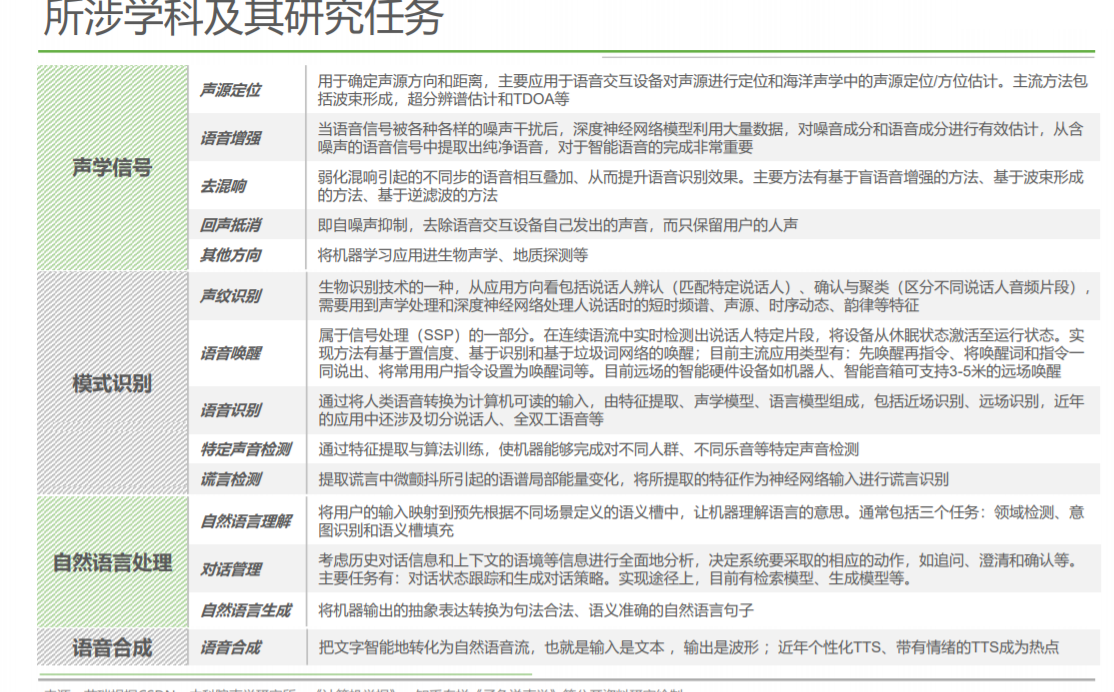 所涉学科及其研究任务
声学信号
声源定位
用于确定声源方向和距离，主要应用于语音交互设备对声源进行定位和海洋声学中的声源定位/方位估计。主流方法包
括波束形成，超分辨谱估计和TDOA等
语音增强
当语音信号被各种各样的噪声干扰后，深度神经网络模型利用大量数据，对噪音成分和语音成分进行有效估计，从含
噪声的语音信号中提取出纯净语音，对于智能语音的完成非常重要
去混响
弱化混响引起的不同步的语音相互叠加、从而提升语音识别效果。主要方法有基于盲语音增强的方法、基于波束形成
的方法、基于逆滤波的方法
回声抵消
即自噪声抑制，去除语音交互设备自己发出的声音，而只保留用户的人声
其他方向
将机器学习应用进生物声学、地质探测等
模式识别
声纹识别
生物识别技术的一种，从应用方向看包括说话人辨认（匹配特定说话人）、确认与聚类（区分不同说话人音频片段），
需要用到声学处理和深度神经网络处理人说话时的短时频谱、声源、时序动态、韵律等特征
语音唤醒
属于信号处理（SSP）的一部分。在连续语流中实时检测出说话人特定片段，将设备从休眠状态激活至运行状态。实
现方法有基于置信度、基于识别和基于垃圾词网络的唤醒；目前主流应用类型有：先唤醒再指令、将唤醒词和指令一
同说出、将常用用户指令设置为唤醒词等。目前远场的智能硬件设备如机器人、智能音箱可支持3-5米的远场唤醒
语音识别
通过将人类语音转换为计算机可读的输入，由特征提取、声学模型、语言模型组成，包括近场识别、远场识别，近年
的应用中还涉及切分说话人、全双工语音等
特定声音检测
通过特征提取与算法训练，使机器能够完成对不同人群、不同乐音等特定声音检测
谎言检测
提取谎言中微颤抖所引起的语谱局部能量变化，将所提取的特征作为神经网络输入进行谎言识别
自然语言处理
自然语言理解
将用户的输入映射到预先根据不同场景定义的语义槽中，让机器理解语言的意思。通常包括三个任务：领域检测、意
图识别和语义槽填充
对话管理
考虑历史对话信息和上下文的语境等信息进行全面地分析，决定系统要采取的相应的动作，如追问、澄清和确认等。
主要任务有：对话状态跟踪和生成对话策略。实现途径上，目前有检索模型、生成模型等。
自然语言生成
将机器输出的抽象表达转换为句法合法、语义准确的自然语言句子
语音合成
语音合成
把文字智能地转化为自然语音流，也就是输入是文本 ，输出是波形 ；近年个性化TTS、带有情绪的TTS成为热点